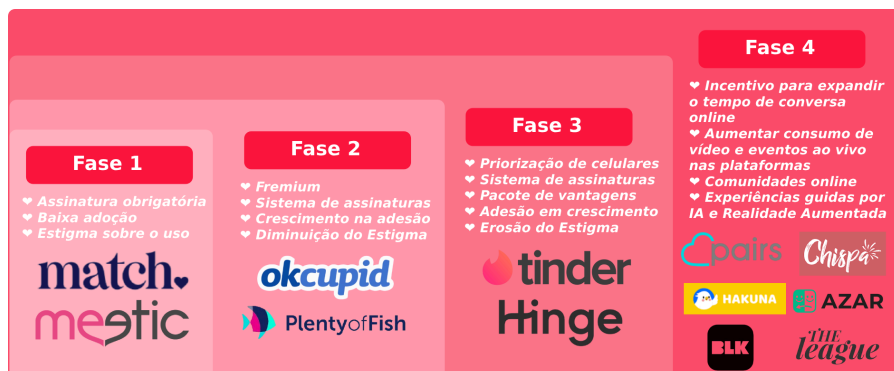 Fase 1
❤ Assinatura obrigatória
❤ Baixa adoção
❤ Estigma sobre o uso
match
meetic
Fase 2
❤ Fremium
❤ Sistema de assinaturas
❤ Crescimento na adesão
❤ Diminuição do Estigma
okcupid
PlentyofFish
Fase 3
❤ Priorização de celulares
❤ Sistema de assinaturas
❤ Pacote de vantagens
❤ Adesão em crescimento
❤ Erosão do Estigma
tinder
Hinge
Fase 4
❤ Incentivo para expandir
o tempo de conversa
online
❤ Aumentar consumo de
vídeo e eventos ao vivo
nas plataformas
❤ Comunidades online
❤ Experiências guidas por
IA e Realidade Aumentada
pairs
Chispa
HAKUNA
AZAR
BLK
THE
league